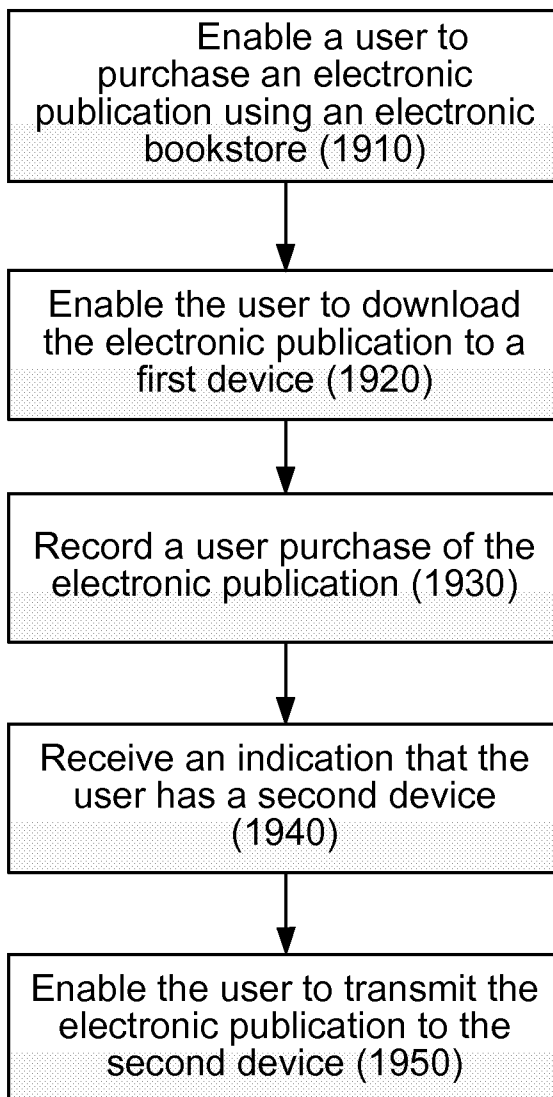 Enable a user to
purchase an electronic
publication using an electronic
bookstore (1910)
Enable the user to download
the electronic publication to a
first device (1920)
Record a user purchase of the
electronic publication (1930)
Receive an indication that the
user has a second device
(1940)
Enable the user to transmit the
electronic publication to the
second device (1950)